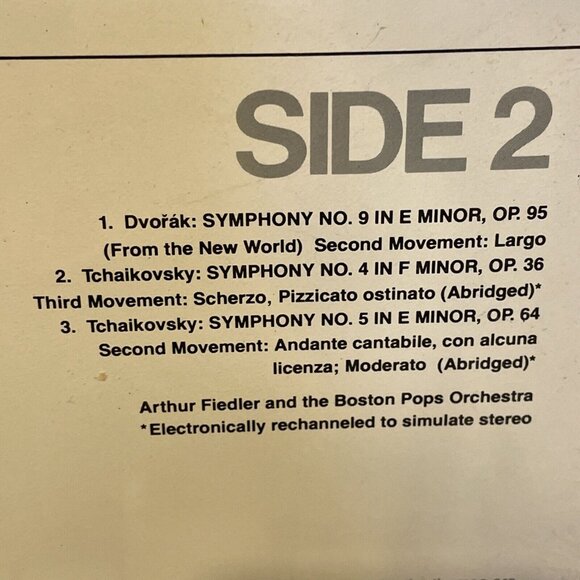 SIDE 2
1. Dvořák: SYMPHONY NO. 9 IN E MINOR, OP. 95
(From the New World) Second Movement: Largo
2. Tchaikovsky: SYMPHONY NO. 4 IN F MINOR, OP. 36
Third Movement: Scherzo, Pizzicato ostinato (Abridged)*
3. Tchaikovsky: SYMPHONY NO. 5 IN E MINOR, OP. 64
Second Movement: Andante cantabile, con alcuna
licenza; Moderato (Abridged)*
Arthur Fiedler and the Boston Pops Orchestra
*Electronically rechanneled to simulate stereo